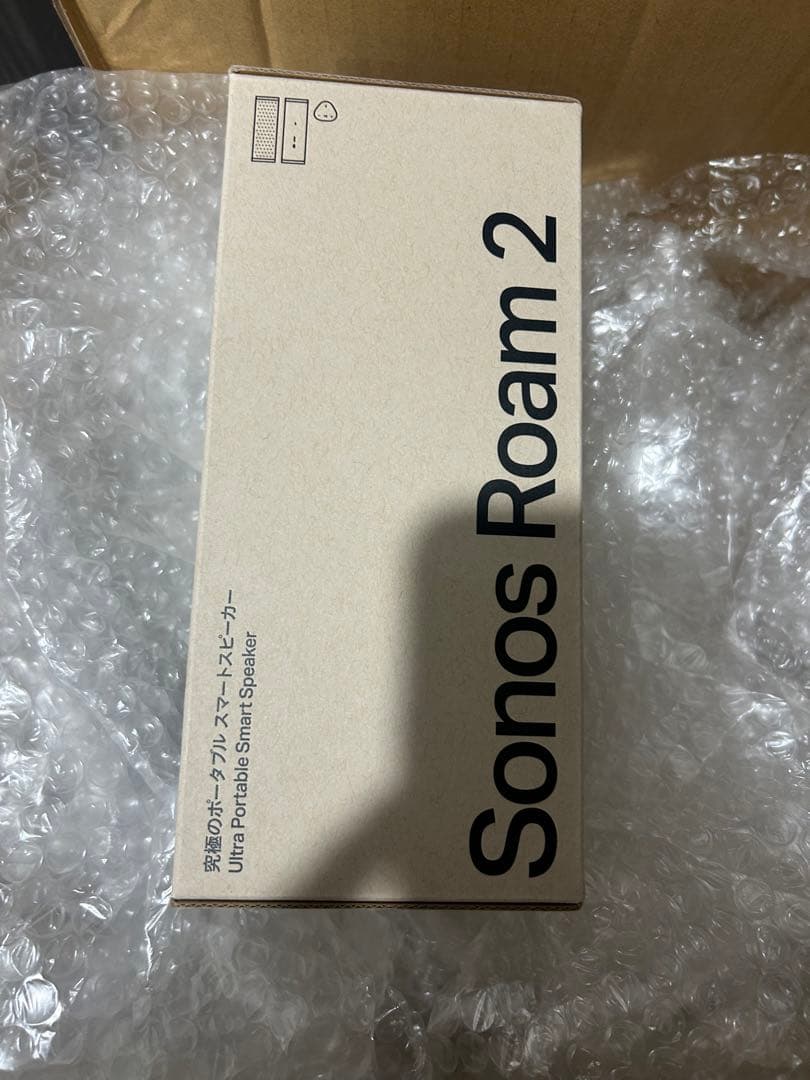 究極のポータブル スマートスピーカー
Ultra Portable Smart Speaker
Sonos Roam 2